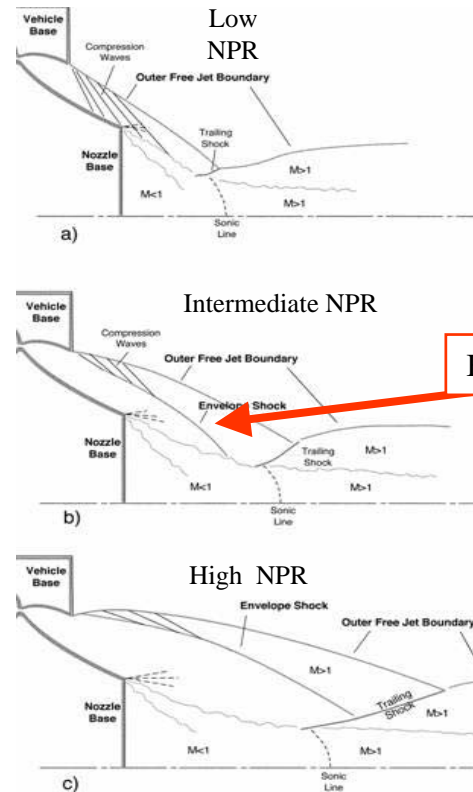 Low
NPR
Vehicle
Base
Compression
Waves
Outer Free Jet Boundary
Trailing
Shock
Nozzle
Base
M<1
M>1
M>1
Sonic
Line
a)
Intermediate NPR
Vehicle
Base
Compression
Waves
Outer Free Jet Boundary
Envelope Shock
Nozzle
Base
M<1
Trailing
Shock
M>1
M>1
Sonic
Line
b)
High NPR
Vehicle
Base
Envelope Shock
Outer Free Jet Boundary
M>1
Trailing
Shock
M>1
Nozzle
Base
M<1
M>1
Sonic
Line
c)